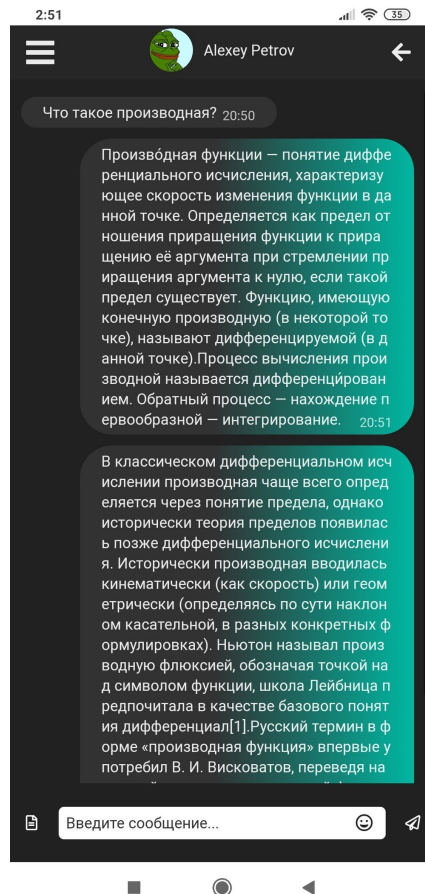 2:51
35
Alexey Petrov
Что такое производная? 20:50
Произво́дная функции — понятие диффе
ренциального исчисления, характеризу
ющее скорость изменения функции в да
нной точке. Определяется как предел от
ношения приращения функции к прира
щению её аргумента при стремлении пр
иращения аргумента к нулю, если такой
предел существует. Функцию, имеющую
конечную производную (в некоторой то
чке), называют дифференцируемой (в д
анной точке).Процесс вычисления прои
зводной называется дифференци́рован
ием. Обратный процесс — нахождение п
ервообразной — интегрирование. 20:51
В классическом дифференциальном исч
ислении производная чаще всего опред
еляется через понятие предела, однако
исторически теория пределов появилас
ь позже дифференциального исчислени
я. Исторически производная вводилась
кинематически (как скорость) или геом
етрически (определяясь по сути наклон
ом касательной, в разных конкретных ф
ормулировках). Ньютон называл произ
водную флюксией, обозначая точкой на
д символом функции, школа Лейбница п
редпочитала в качестве базового понят
ия дифференциал[1].Русский термин в ф
орме «производная функция» впервые у
потребил В. И. Висковатов, переведя на
Введите сообщение...